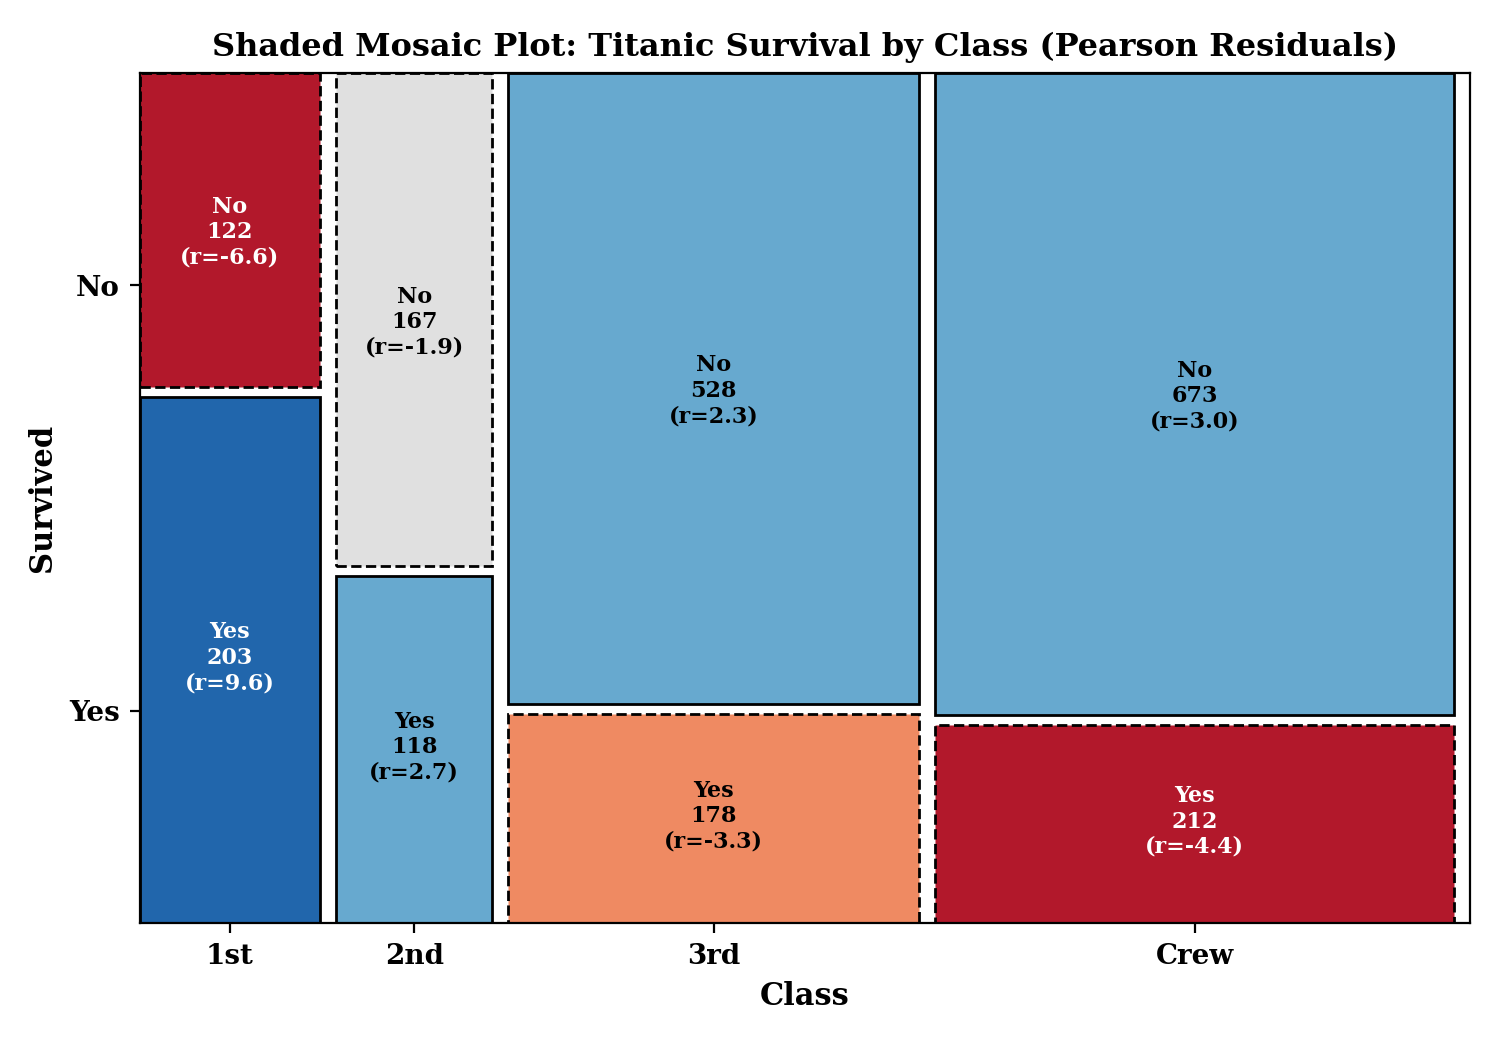 Shaded Mosaic Plot: Titanic Survival by Class (Pearson Residuals)
No
122
(r=-6.6)
No
167
(r=-1.9)
No
528
(r=2.3)
No
673
(r=3.0)
Yes
203
(r=9.6)
Yes
118
(r=2.7)
Yes
178
(r=-3.3)
Yes
212
(r=-4.4)
No
Yes
Survived
1st
2nd
3rd
Crew
Class